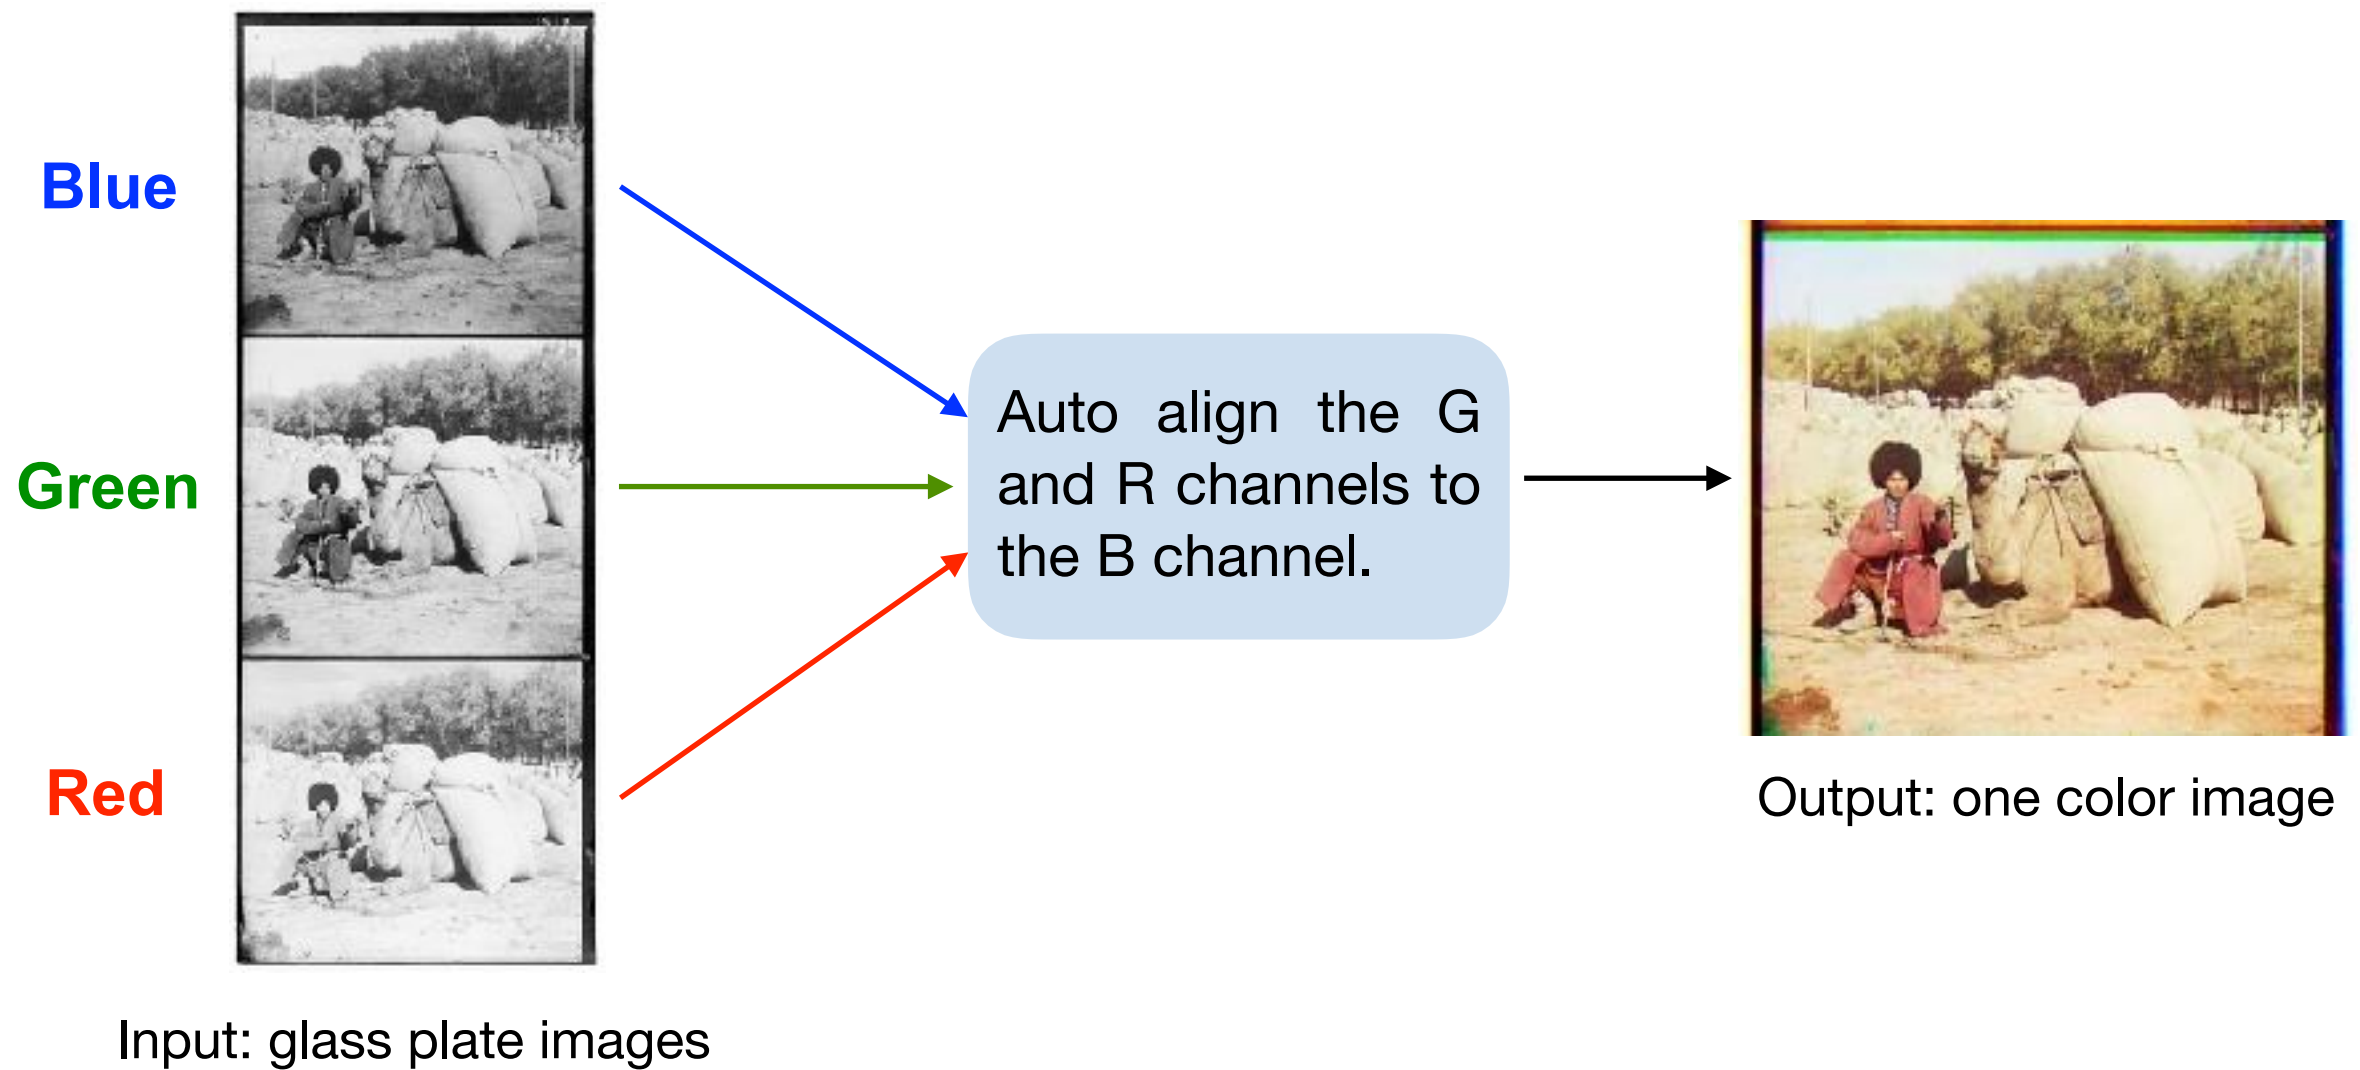 Blue
Green
Red
Input: glass plate images
Auto align the G
and R channels to
the B channel.
Output: one color image